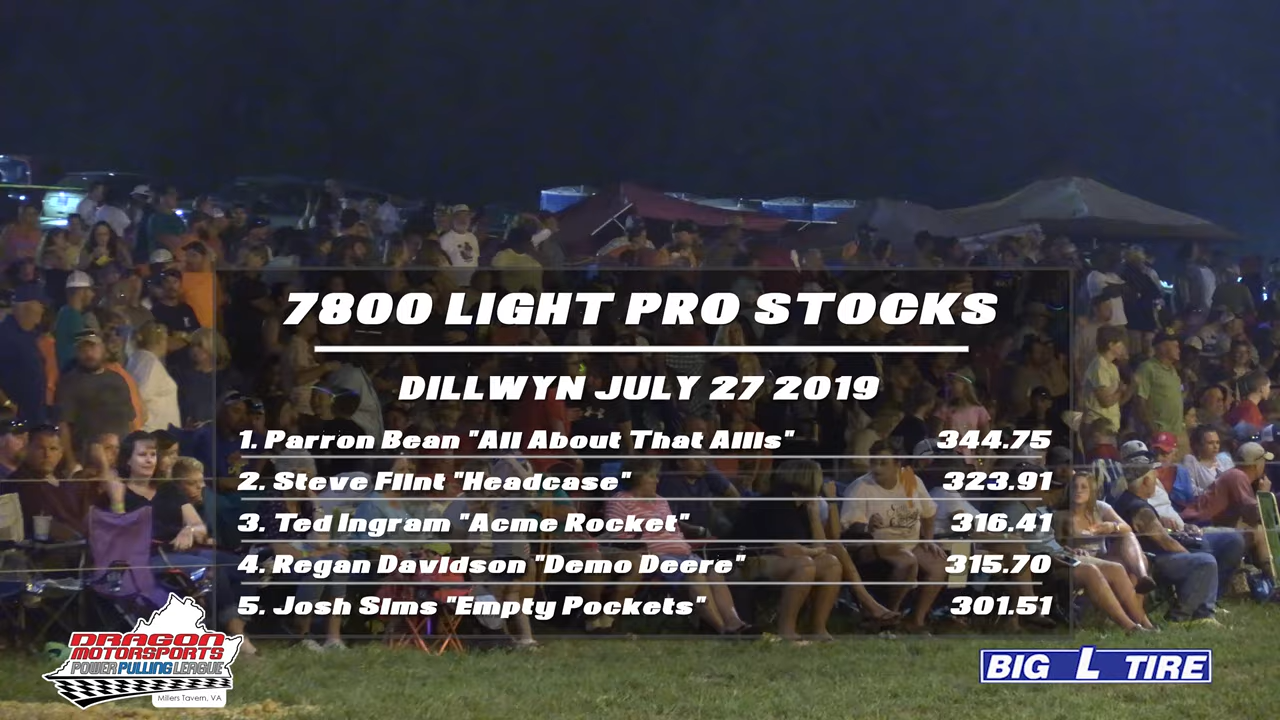 7800 LIGHT PRO STOCKS
DILLWYN JULY 27 2019
1. Parron Bean "All About That Allis" 344.75
2. Steve Flint "Headcase" 323.91
3. Ted Ingram "Acme Rocket" 316.41
4. Regan Davidson "Demo Deere" 315.70
5. Josh Sims "Empty Pockets" 301.51
DRAGON
MOTORSPORTS
POWER PULLING LEAGUE
Millers Tavern, VA
BIG L TIRE